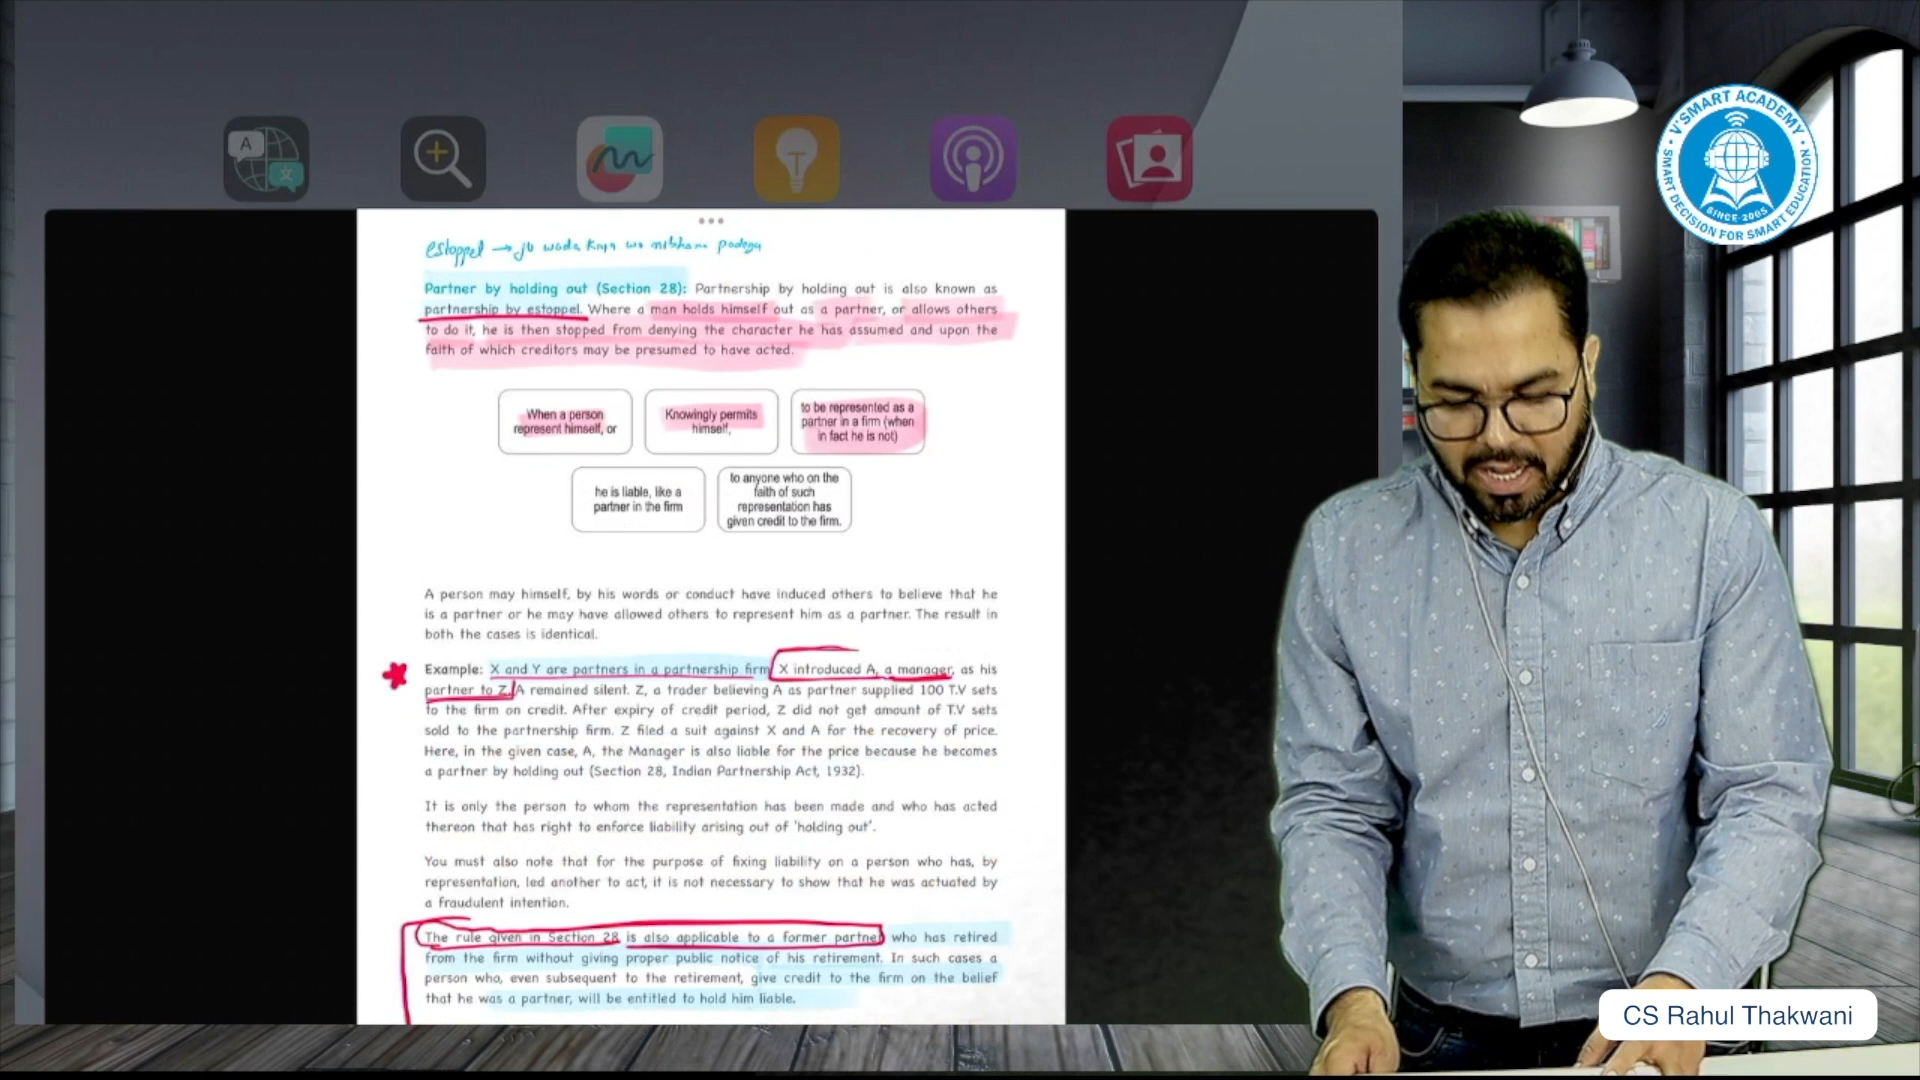 V'SMART ACADEMY
SINCE-2005
SMART DECISION FOR SMART EDUCATION
estoppel → jo wada kiya wo nibhana padega
Partner by holding out (Section 28): Partnership by holding out is also known as
partnership by estoppel. Where a man holds himself out as a partner, or allows others
to do it, he is then stopped from denying the character he has assumed and upon the
faith of which creditors may be presumed to have acted.
When a person
represent himself, or
Knowingly permits
himself,
to be represented as a
partner in a firm (when
in fact he is not)
he is liable, like a
partner in the firm
to anyone who on the
faith of such
representation has
given credit to the firm.
A person may himself, by his words or conduct have induced others to believe that he
is a partner or he may have allowed others to represent him as a partner. The result in
both the cases is identical.
Example: X and Y are partners in a partnership firm. X introduced A, a manager, as his
partner to Z. A remained silent. Z, a trader believing A as partner supplied 100 T.V sets
to the firm on credit. After expiry of credit period, Z did not get amount of T.V sets
sold to the partnership firm. Z filed a suit against X and A for the recovery of price.
Here, in the given case, A, the Manager is also liable for the price because he becomes
a partner by holding out (Section 28, Indian Partnership Act, 1932).
It is only the person to whom the representation has been made and who has acted
thereon that has right to enforce liability arising out of 'holding out'.
You must also note that for the purpose of fixing liability on a person who has, by
representation, led another to act, it is not necessary to show that he was actuated by
a fraudulent intention.
The rule given in Section 28 is also applicable to a former partner who has retired
from the firm without giving proper public notice of his retirement. In such cases a
person who, even subsequent to the retirement, give credit to the firm on the belief
that he was a partner, will be entitled to hold him liable.
CS Rahul Thakwani